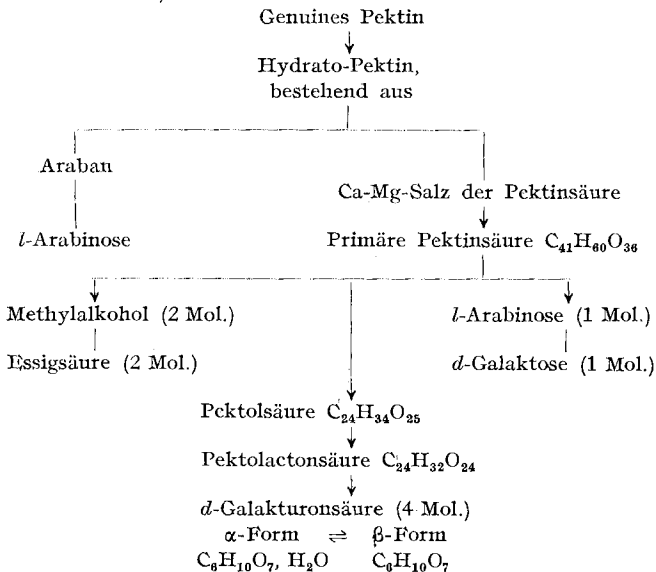 Genuines Pektin
Hydrato-Pektin,
bestehend aus
Araban
Ca-Mg-Salz der Pektinsäure
l-Arabinose
Primäre Pektinsäure C₄₁H₆₀O₃₆
Methylalkohol (2 Mol.)
l-Arabinose (1 Mol.)
Essigsäure (2 Mol.)
d-Galaktose (1 Mol.)
Pektolsäure C₂₄H₃₄O₂₅
Pektolactonsäure C₂₄H₃₂O₂₄
d-Galakturonsäure (4 Mol.)
α-Form ⇌ β-Form
C₆H₁₀O₇, H₂O C₆H₁₀O₇